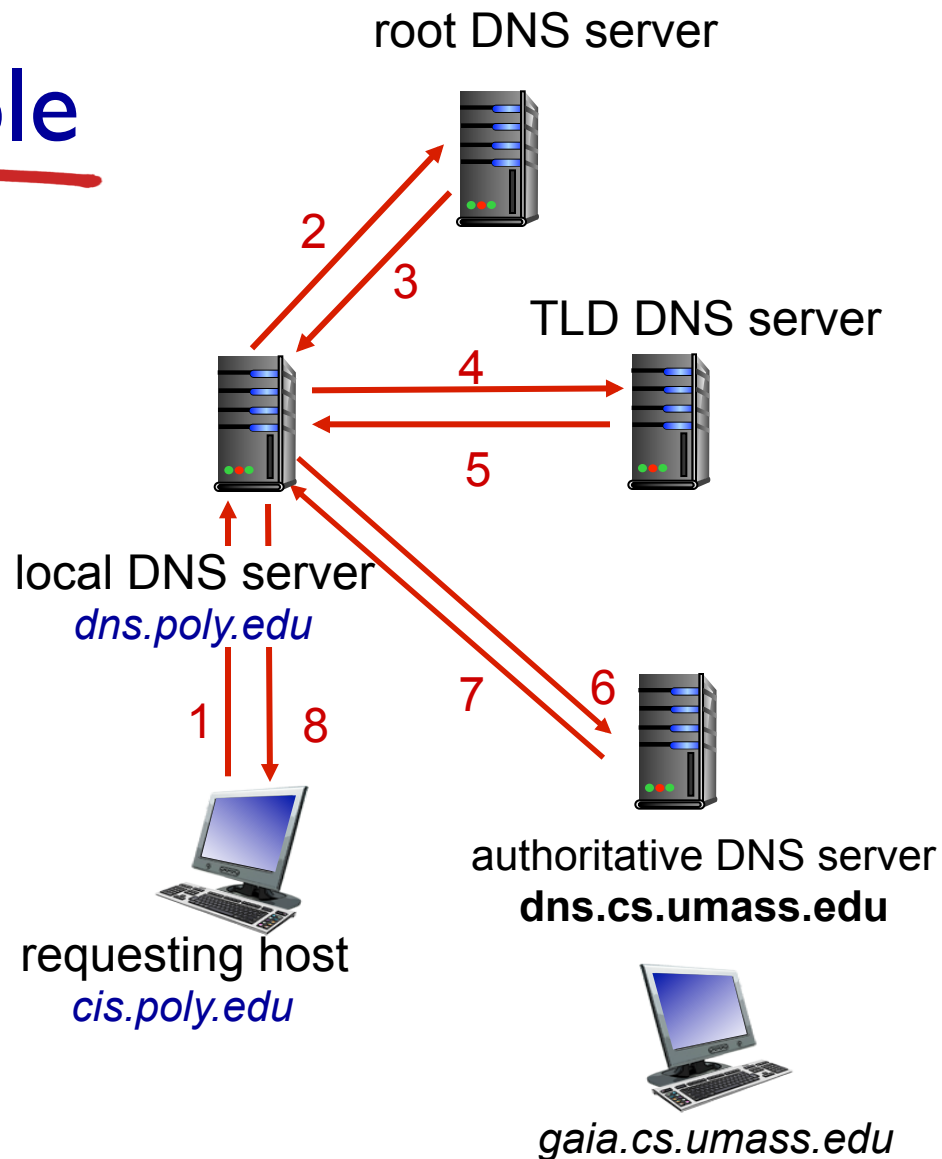 root DNS server
ole
2
3
TLD DNS server
4
5
local DNS server
dns.poly.edu
1
8
7
6
authoritative DNS server
dns.cs.umass.edu
requesting host
cis.poly.edu
gaia.cs.umass.edu